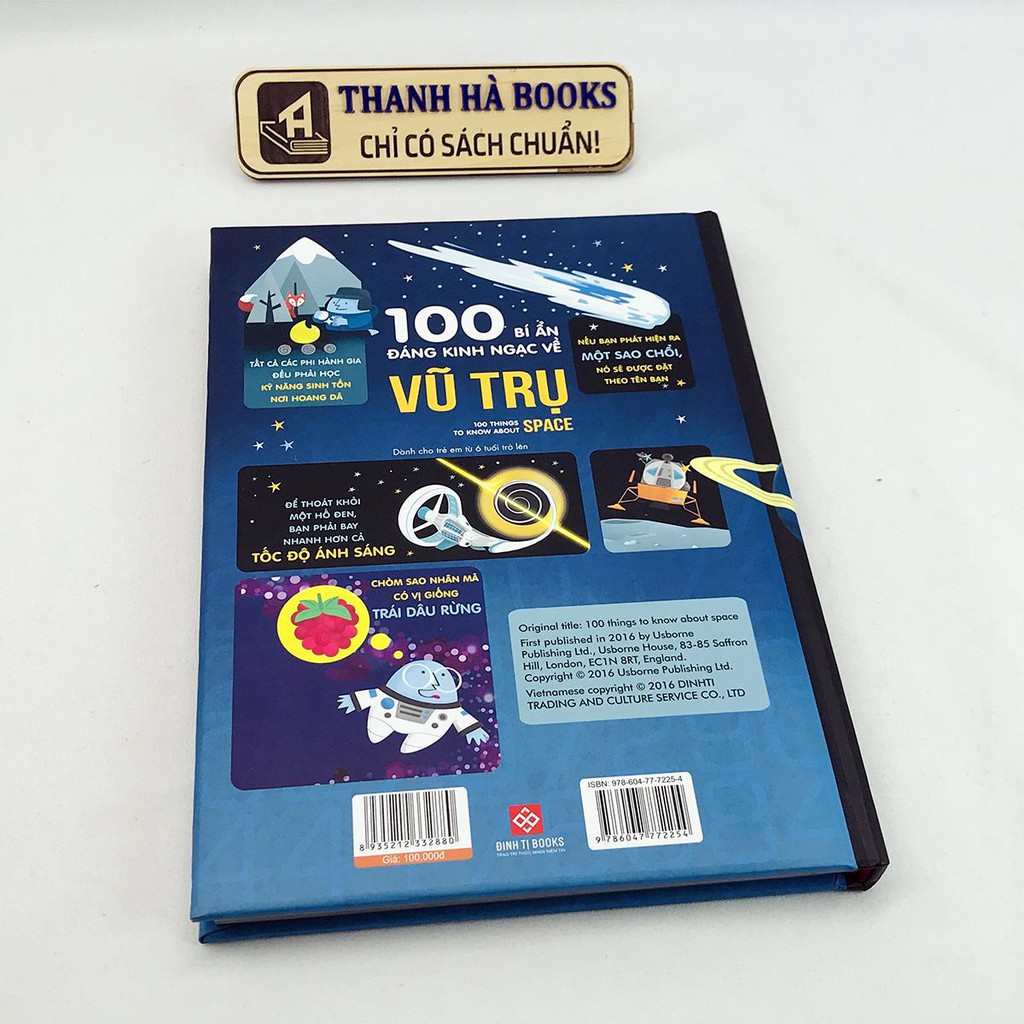 THANH HÀ BOOKS
CHỈ CÓ SÁCH CHUẨN!
100 BÍ ẨN
ĐÁNG KINH NGẠC VỀ
VŨ TRỤ
100 THINGS
TO KNOW ABOUT SPACE
Dành cho trẻ em từ 6 tuổi trở lên
TẤT CẢ CÁC PHI HÀNH GIA
ĐỀU PHẢI HỌC
KỸ NĂNG SINH TỒN
NƠI HOANG DÃ
NẾU BẠN PHÁT HIỆN RA
MỘT SAO CHỔI,
NÓ SẼ ĐƯỢC ĐẶT
THEO TÊN BẠN
ĐỂ THOÁT KHỎI
MỘT HỐ ĐEN,
BẠN PHẢI BAY
NHANH HƠN CẢ
TỐC ĐỘ ÁNH SÁNG
CHÒM SAO NHÂN MÃ
CÓ VỊ GIỐNG
TRÁI DÂU RỪNG
Original title: 100 things to know about space
First published in 2016 by Usborne
Publishing Ltd., Usborne House, 83-85 Saffron
Hill, London, EC1N 8RT, England.
Copyright © 2016 Usborne Publishing Ltd.
Vietnamese copyright © 2016 DINHTI
TRADING AND CULTURE SERVICE CO., LTD
8 935212 332880
Giá: 100.000đ
ĐINH TỊ BOOKS
ISBN: 978-604-77-7225-4
9 786047 772254